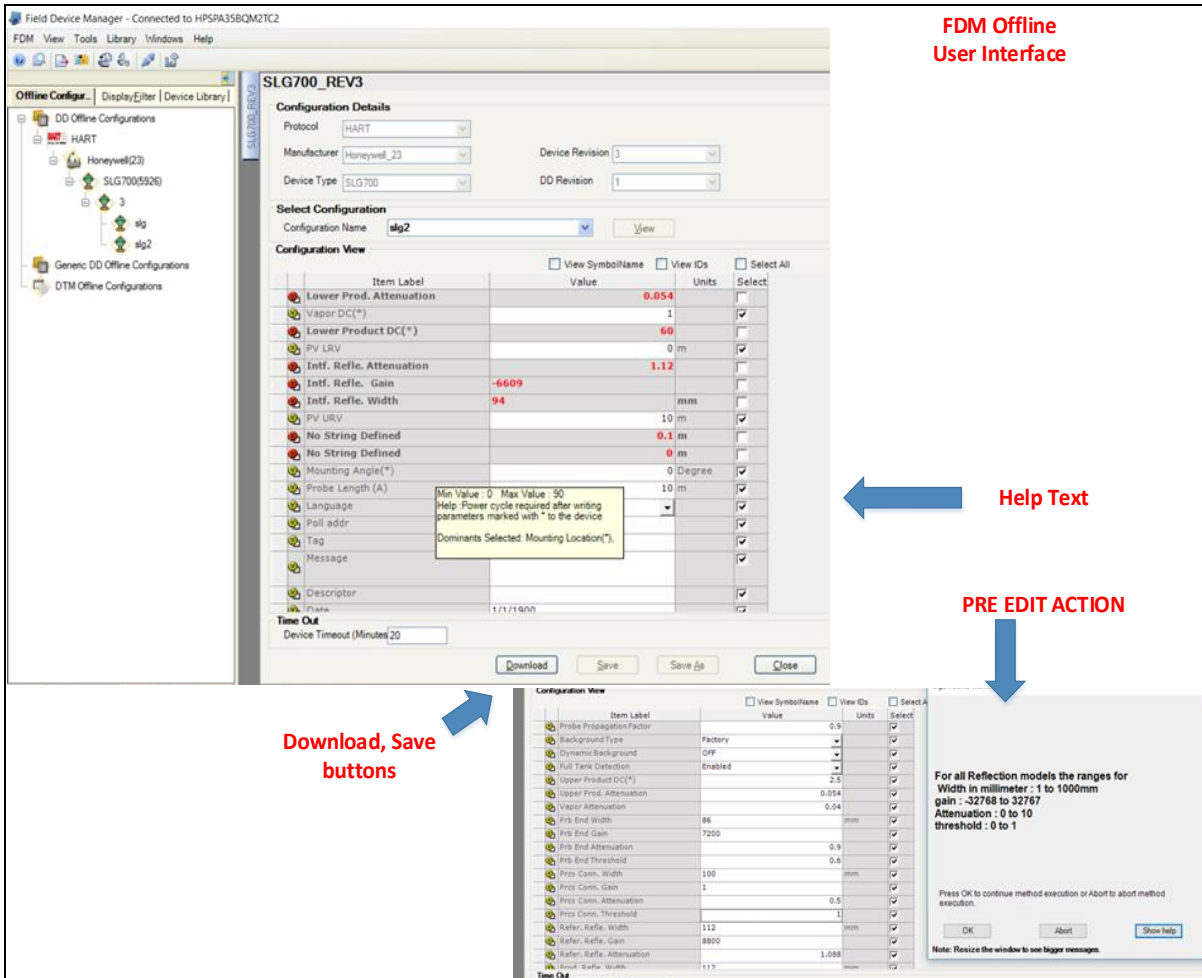 Field Device Manager - Connected to HPSPA35BQM2TC2
FDM View Tools Library Windows Help
FDM Offline
User Interface
Offline Configur... DisplayFilter Device Library
DD Offline Configurations
HART
Honeywell(23)
SLG700(5926)
3
slg
slg2
Generic DD Offline Configurations
DTM Offline Configurations
SLG700_REV3
SLG700_REV3
Configuration Details
Protocol HART
Manufacturer Honeywell_23 Device Revision 3
Device Type SLG700 DD Revision 1
Select Configuration
Configuration Name slg2 View
Configuration View
View SymbolName View IDs Select All
Item Label Value Units Select
Lower Prod. Attenuation 0.054
Vapor DC(*) 1
Lower Product DC(*) 60
PV LRV 0 m
Intf. Refle. Attenuation 1.12
Intf. Refle. Gain -6609
Intf. Refle. Width 94 mm
PV URV 10 m
No String Defined 0.1 m
No String Defined 0 m
Mounting Angle(*) 0 Degree
Probe Length (A) 10 m
Language
Poll addr
Tag
Message
Descriptor
Date 1/1/1900
Min Value : 0 Max Value : 90
Help :Power cycle required after writing
parameters marked with * to the device
Dominants Selected: Mounting Location(*),
Time Out
Device Timeout (Minutes 20
Download Save Save As Close
Help Text
PRE EDIT ACTION
Download, Save
buttons
Configuration View
View SymbolName View IDs Select A
Item Label Value Units Select
Probe Propagation Factor 0.9
Background Type Factory
Dynamic Background OFF
Full Tank Detection Enabled
Upper Product DC(*) 2.5
Upper Prod. Attenuation 0.054
Vapor Attenuation 0.04
Prb End Width 86 mm
Prb End Gain 7200
Prb End Attenuation 0.9
Prb End Threshold 0.6
Prcs Conn. Width 100 mm
Prcs Conn. Gain 1
Prcs Conn. Attenuation 0.5
Prcs Conn. Threshold 1
Refer. Refle. Width 112 mm
Refer. Refle. Gain 8800
Refer. Refle. Attenuation 1.088
Prod. Refle. Width 112 mm
Time Out
For all Reflection models the ranges for
Width in millimeter : 1 to 1000mm
gain : -32768 to 32767
Attenuation : 0 to 10
threshold : 0 to 1
Press OK to continue method execution or Abort to abort method
execution.
OK Abort Show help
Note: Resize the window to see bigger messages.